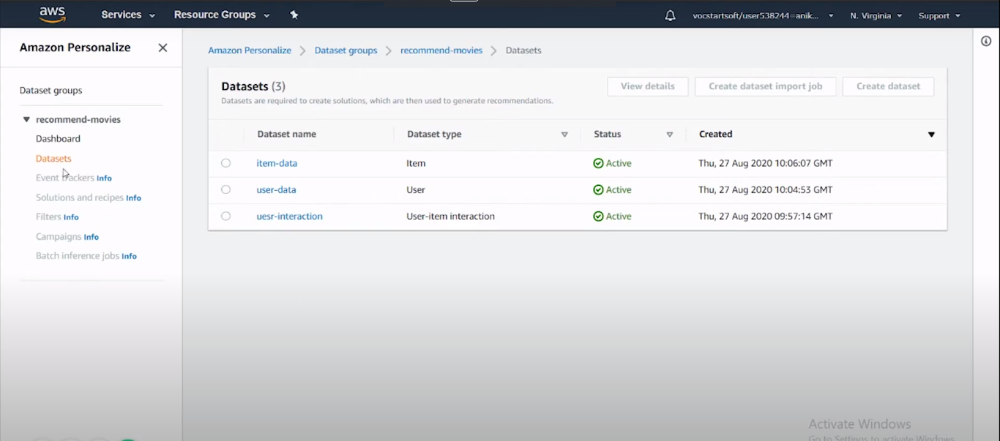 aws Services Resource Groups vocstartsoft/user538244=anik... N. Virginia Support
Amazon Personalize
Amazon Personalize > Dataset groups > recommend-movies > Datasets
Dataset groups
recommend-movies
Dashboard
Datasets
Event trackers Info
Solutions and recipes Info
Filters Info
Campaigns Info
Batch inference jobs Info
Datasets (3)
View details Create dataset import job Create dataset
Datasets are required to create solutions, which are then used to generate recommendations.
Dataset name Dataset type Status Created
item-data Item Active Thu, 27 Aug 2020 10:06:07 GMT
user-data User Active Thu, 27 Aug 2020 10:04:53 GMT
uesr-interaction User-item interaction Active Thu, 27 Aug 2020 09:57:14 GMT
Activate Windows
Go to Settings to activate Windows.